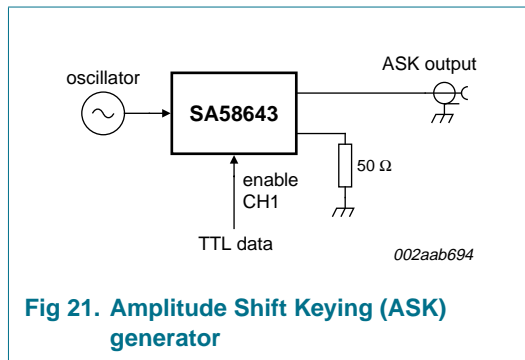 ASK output
oscillator
SA58643
50 Ω
enable
CH1
TTL data
002aab694
Fig 21. Amplitude Shift Keying (ASK)
generator